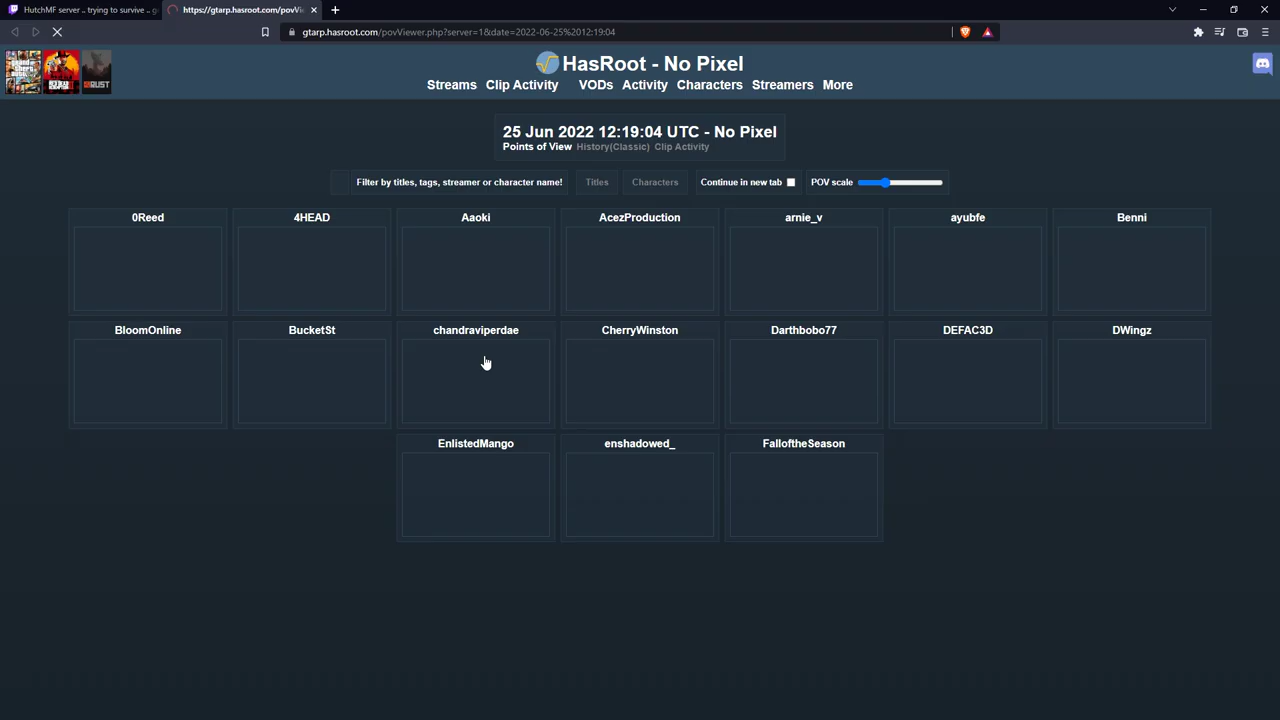 HutchMF server .. trying to survive .. g
https://gtarp.hasroot.com/povVi
gtarp.hasroot.com/povViewer.php?server=1&date=2022-06-25%2012:19:04
RUST
HasRoot - No Pixel
Streams Clip Activity VODs Activity Characters Streamers More
25 Jun 2022 12:19:04 UTC - No Pixel
Points of View History(Classic) Clip Activity
Filter by titles, tags, streamer or character name! Titles Characters Continue in new tab POV scale
0Reed 4HEAD Aaoki AcezProduction arnie_v ayubfe Benni
BloomOnline BucketSt chandraviperdae CherryWinston Darthbobo77 DEFAC3D DWingz
EnlistedMango enshadowed_ FalloftheSeason